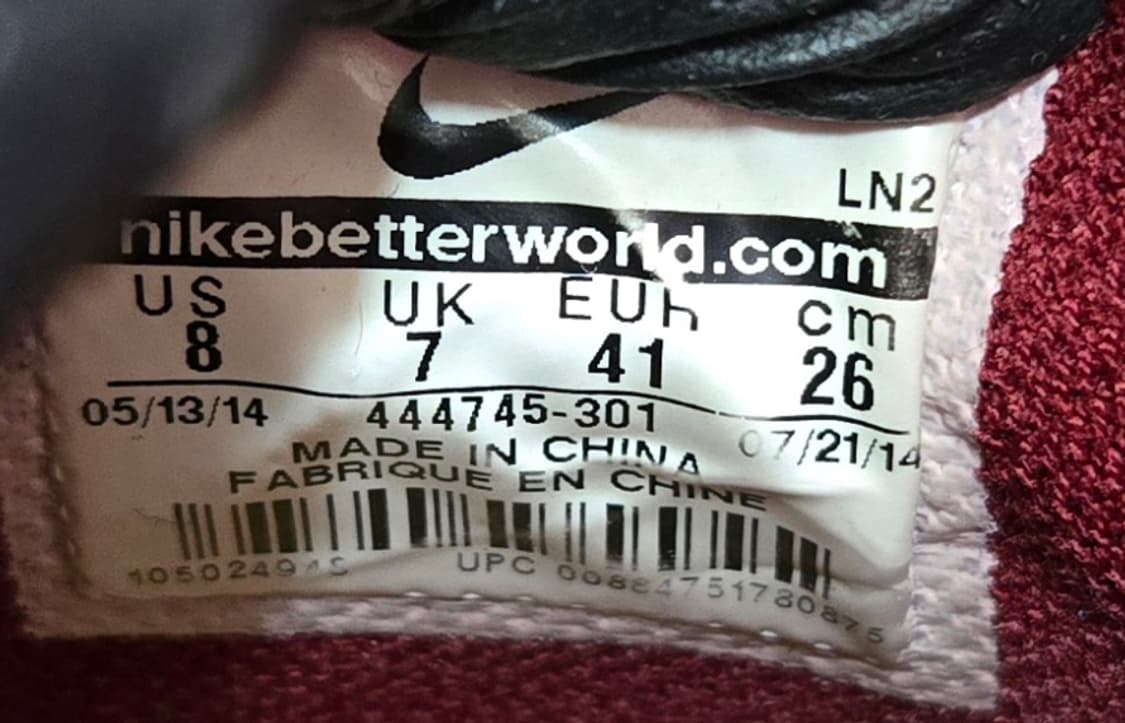 LN2
nikebetterworld.com
US UK EUR cm
8 7 41 26
05/13/14 444745-301 07/21/14
MADE IN CHINA
FABRIQUE EN CHINE
UPC 00884751780875